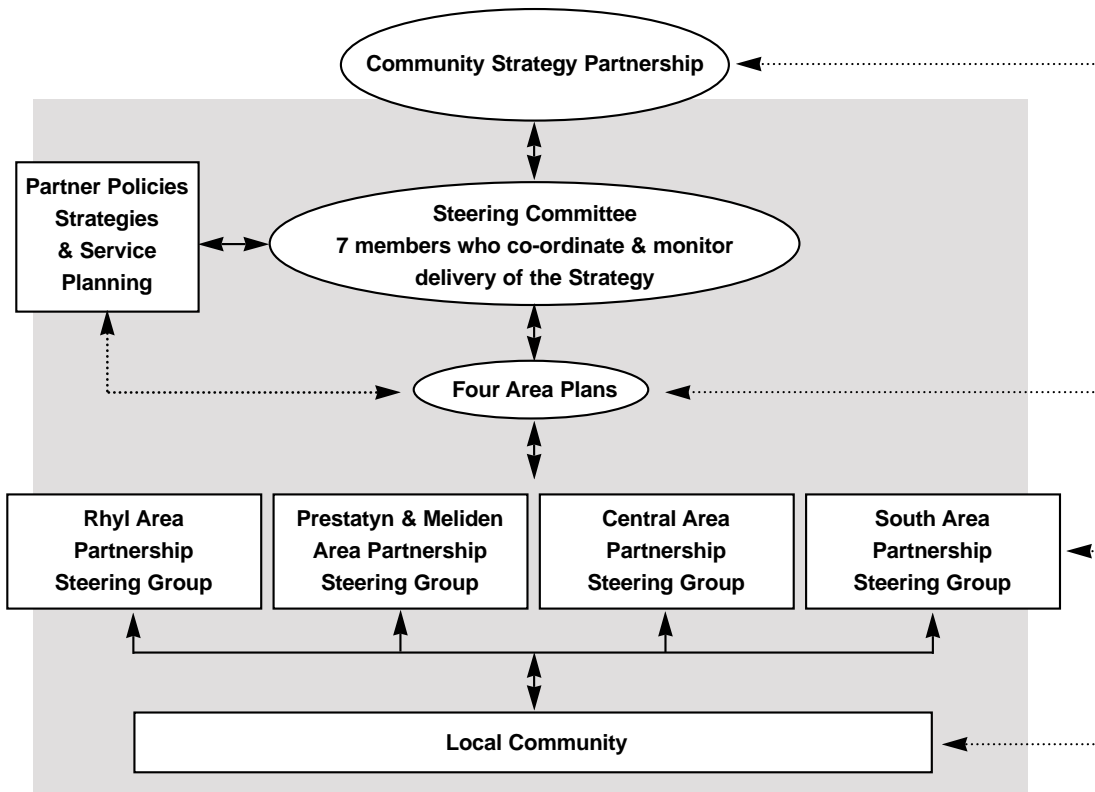 Community Strategy Partnership
Partner Policies
Strategies
& Service
Planning
Steering Committee
7 members who co-ordinate & monitor
delivery of the Strategy
Four Area Plans
Rhyl Area
Partnership
Steering Group
Prestatyn & Meliden
Area Partnership
Steering Group
Central Area
Partnership
Steering Group
South Area
Partnership
Steering Group
Local Community